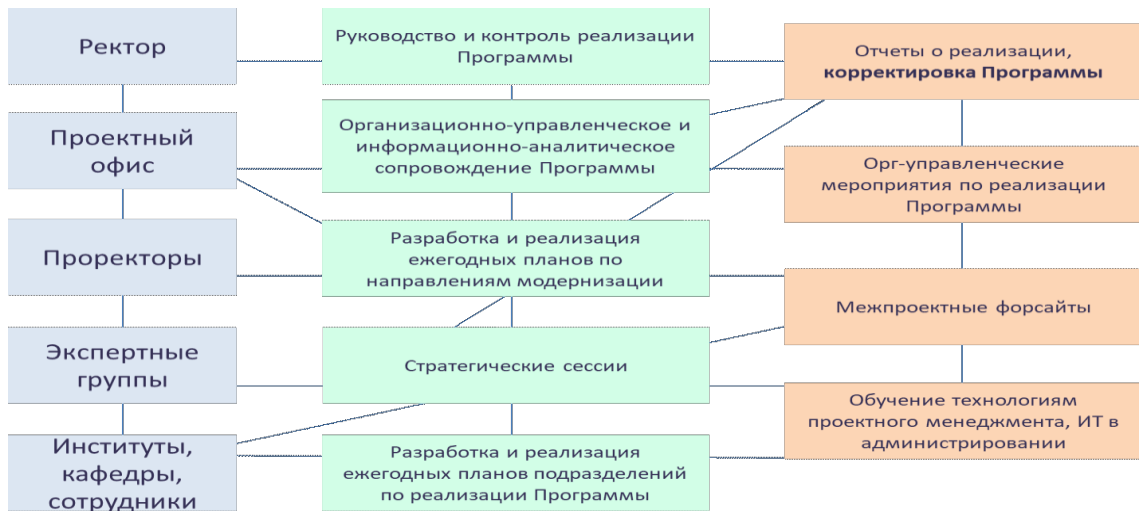 Ректор
Руководство и контроль реализации
Программы
Отчеты о реализации,
корректировка Программы
Проектный
офис
Организационно-управленческое и
информационно-аналитическое
сопровождение Программы
Орг-управленческие
мероприятия по реализации
Программы
Проректоры
Разработка и реализация
ежегодных планов по
направлениям модернизации
Межпроектные форсайты
Экспертные
группы
Стратегические сессии
Обучение технологиям
проектного менеджмента, ИТ в
администрировании
Институты,
кафедры,
сотрудники
Разработка и реализация
ежегодных планов подразделений
по реализации Программы